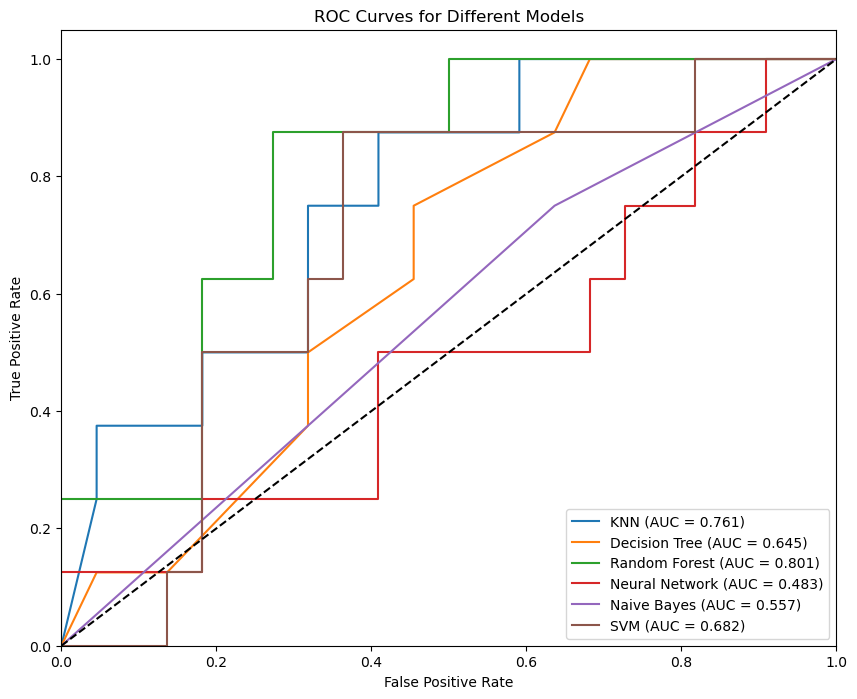 ROC Curves for Different Models
True Positive Rate
1.0
0.8
0.6
0.4
0.2
0.0
0.0 0.2 0.4 0.6 0.8 1.0
False Positive Rate
KNN (AUC = 0.761)
Decision Tree (AUC = 0.645)
Random Forest (AUC = 0.801)
Neural Network (AUC = 0.483)
Naive Bayes (AUC = 0.557)
SVM (AUC = 0.682)